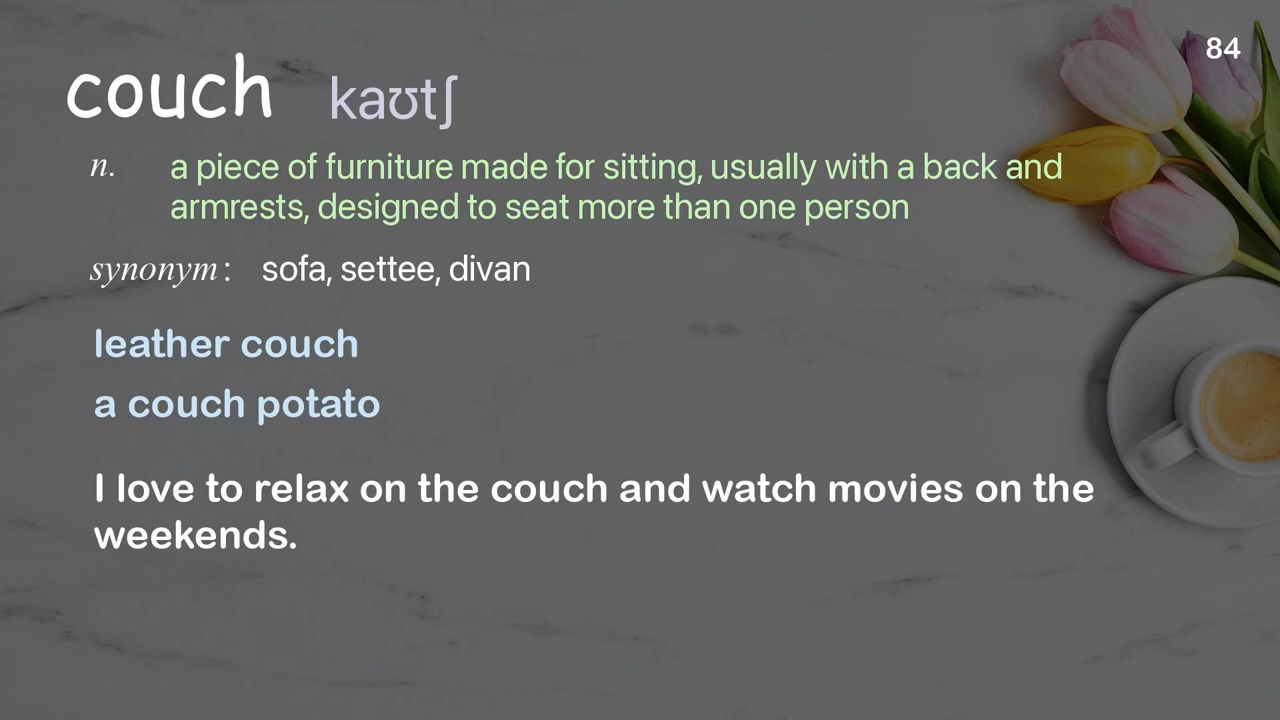 84
couch kaʊtʃ
n. a piece of furniture made for sitting, usually with a back and
armrests, designed to seat more than one person
synonym: sofa, settee, divan
leather couch
a couch potato
I love to relax on the couch and watch movies on the
weekends.